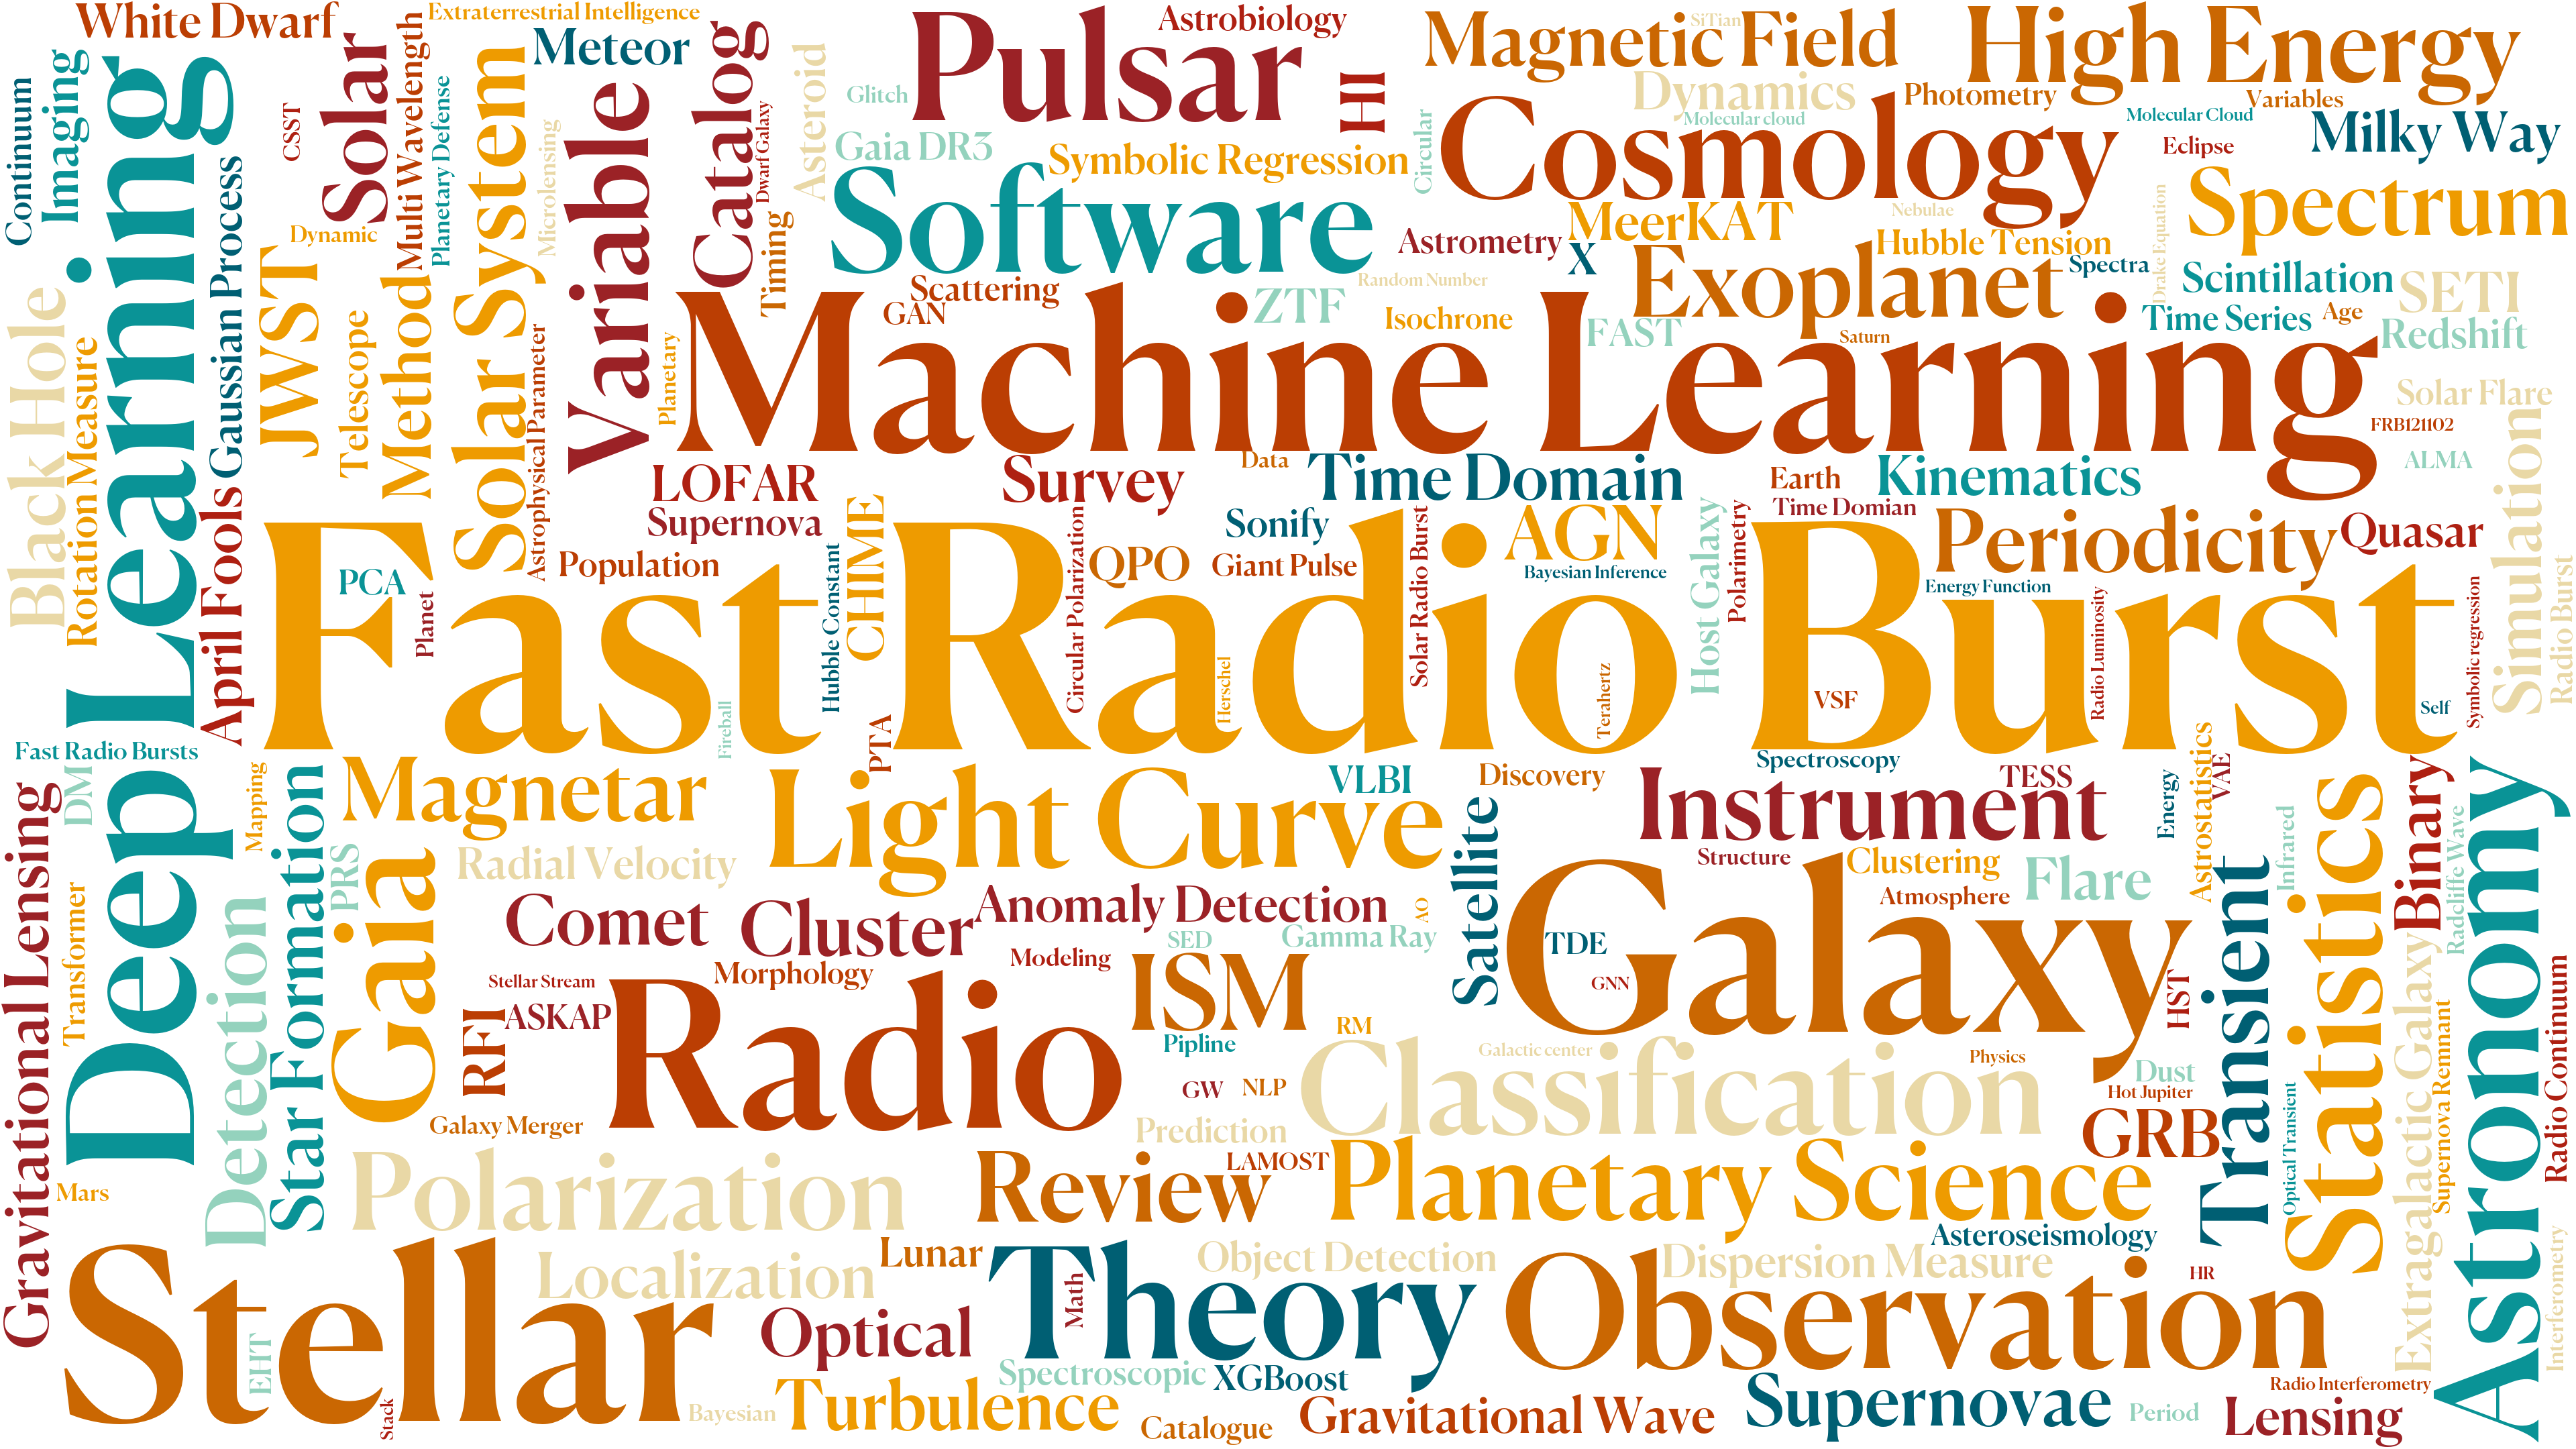 White Dwarf
Extraterrestrial Intelligence
Astrobiology
SiTian
Pulsar
Magnetic Field
High Energy
Meteor
Solar
Multi Wavelength
Catalog
Imaging
Continuum
Deep Learning
CSST
Planetary Defense
Solar System
Microlensing
Variable
Dwarf Galaxy
Asteroid
Glitch
HI
Dynamics
Photometry
Variables
Molecular cloud
Molecular Cloud
Circular
Cosmology
Eclipse
Milky Way
Gaia DR3
Symbolic Regression
Software
Spectrum
Gaussian Process
Dynamic
Timing
MeerKAT
Nebulae
Drake Equation
Astrometry
X
Hubble Tension
Exoplanet
Spectra
Scintillation
SETI
JWST
Method
Scattering
Random Number
GAN
ZTF
Isochrone
FAST
Saturn
Time Series
Age
Redshift
Black Hole
Rotation Measure
Telescope
Astrophysical Parameter
Planetary
Machine Learning
Solar Flare
FRB121102
ALMA
Simulation
LOFAR
Survey
Data
Time Domain
Earth
Kinematics
Time Domian
April Fools
Supernova
CHIME
Sonify
AGN
Host Galaxy
Polarimetry
Periodicity
Quasar
Population
Circular Polarization
QPO
Giant Pulse
Solar Radio Burst
Bayesian Inference
Energy Function
PCA
Planet
Hubble Constant
Fast Radio Burst
Radio Luminosity
Symbolic regression
Radio Burst
Fireball
Herschel
Terahertz
VSF
Self
PTA
Fast Radio Bursts
DM
Mapping
Star Formation
Magnetar
Light Curve
VLBI
Discovery
Spectroscopy
Instrument
TESS
Energy
VAE
Astrostatistics
Statistics
Binary
Astronomy
Gravitational Lensing
Transformer
PRS
Gaia
Radial Velocity
Satellite
Structure
Clustering
Atmosphere
Flare
Infrared
Radcliffe Wave
Detection
Comet
Cluster
Anomaly Detection
AO
SED
Gamma Ray
Galaxy
TDE
GNN
Transient
Morphology
Modeling
Stellar Stream
ASKAP
RFI
Radio
ISM
RM
Pipline
HST
Extragalactic Galaxy
Supernova Remnant
Radio Continuum
Galactic center
Physics
Classification
GW
NLP
Dust
Hot Jupiter
Galaxy Merger
Prediction
GRB
Optical Transient
Mars
Polarization
Review
LAMOST
Planetary Science
Asteroseismology
Stellar
Localization
Lunar
Theory
Math
Object Detection
Dispersion Measure
HR
Observation
Interferometry
EHT
Optical
Spectroscopic
XGBoost
Stack
Bayesian
Turbulence
Catalogue
Gravitational Wave
Supernovae
Period
Radio Interferometry
Lensing